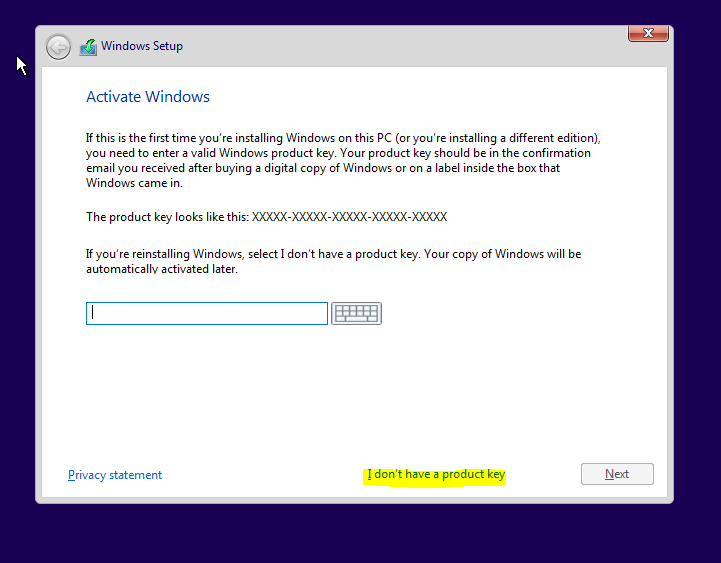 Windows Setup
Activate Windows
If this is the first time you're installing Windows on this PC (or you're installing a different edition),
you need to enter a valid Windows product key. Your product key should be in the confirmation
email you received after buying a digital copy of Windows or on a label inside the box that
Windows came in.
The product key looks like this: XXXXX-XXXXX-XXXXX-XXXXX-XXXXX
If you're reinstalling Windows, select I don't have a product key. Your copy of Windows will be
automatically activated later.
Privacy statement
I don't have a product key
Next